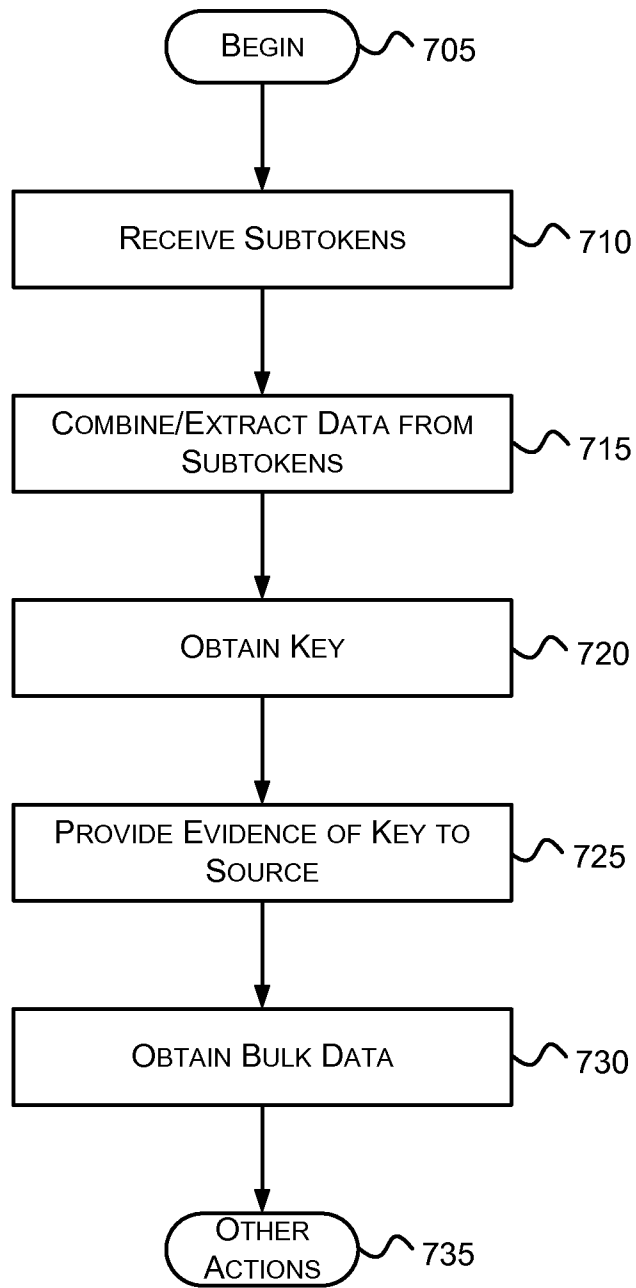 BEGIN
705
RECEIVE SUBTOKENS
710
COMBINE/EXTRACT DATA FROM
SUBTOKENS
715
OBTAIN KEY
720
PROVIDE EVIDENCE OF KEY TO
SOURCE
725
OBTAIN BULK DATA
730
OTHER
ACTIONS
735